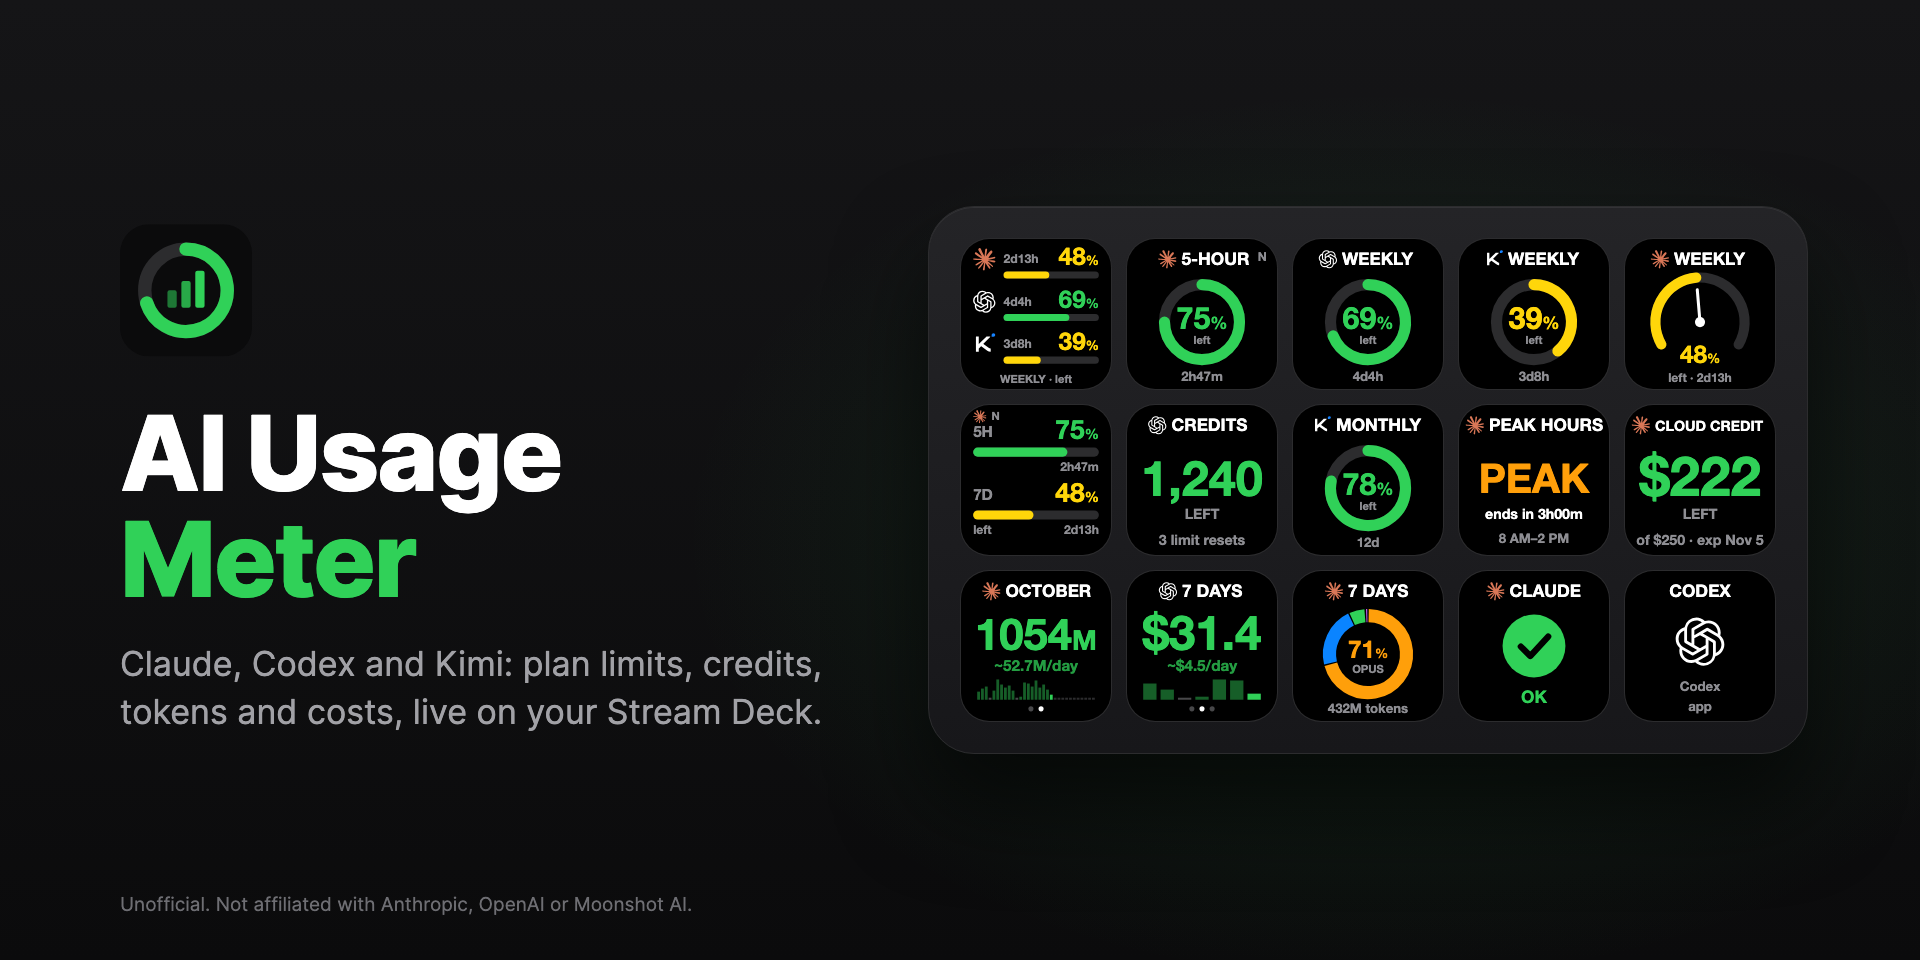 AI Usage
Meter
Claude, Codex and Kimi: plan limits, credits,
tokens and costs, live on your Stream Deck.
Unofficial. Not affiliated with Anthropic, OpenAI or Moonshot AI.
2d13h 48%
4d4h 69%
3d8h 39%
WEEKLY · left
5-HOUR N
75%
left
2h47m
WEEKLY
69%
left
4d4h
WEEKLY
39%
left
3d8h
WEEKLY
48%
left · 2d13h
N
5H 75%
2h47m
7D 48%
left 2d13h
CREDITS
1,240
LEFT
3 limit resets
MONTHLY
78%
left
12d
PEAK HOURS
PEAK
ends in 3h00m
8 AM–2 PM
CLOUD CREDIT
$222
LEFT
of $250 · exp Nov 5
OCTOBER
1054M
~52.7M/day
7 DAYS
$31.4
~$4.5/day
7 DAYS
71%
OPUS
432M tokens
CLAUDE
OK
CODEX
Codex
app